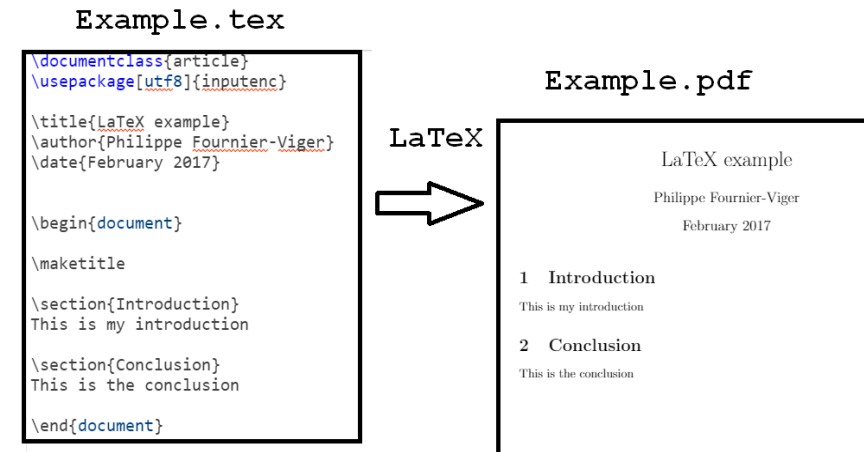 Example.tex
\documentclass{article}
\usepackage[utf8]{inputenc}
\title{LaTeX example}
\author{Philippe Fournier-Viger}
\date{February 2017}
\begin{document}
\maketitle
\section{Introduction}
This is my introduction
\section{Conclusion}
This is the conclusion
\end{document}
LaTeX
Example.pdf
LaTeX example
Philippe Fournier-Viger
February 2017
1 Introduction
This is my introduction
2 Conclusion
This is the conclusion